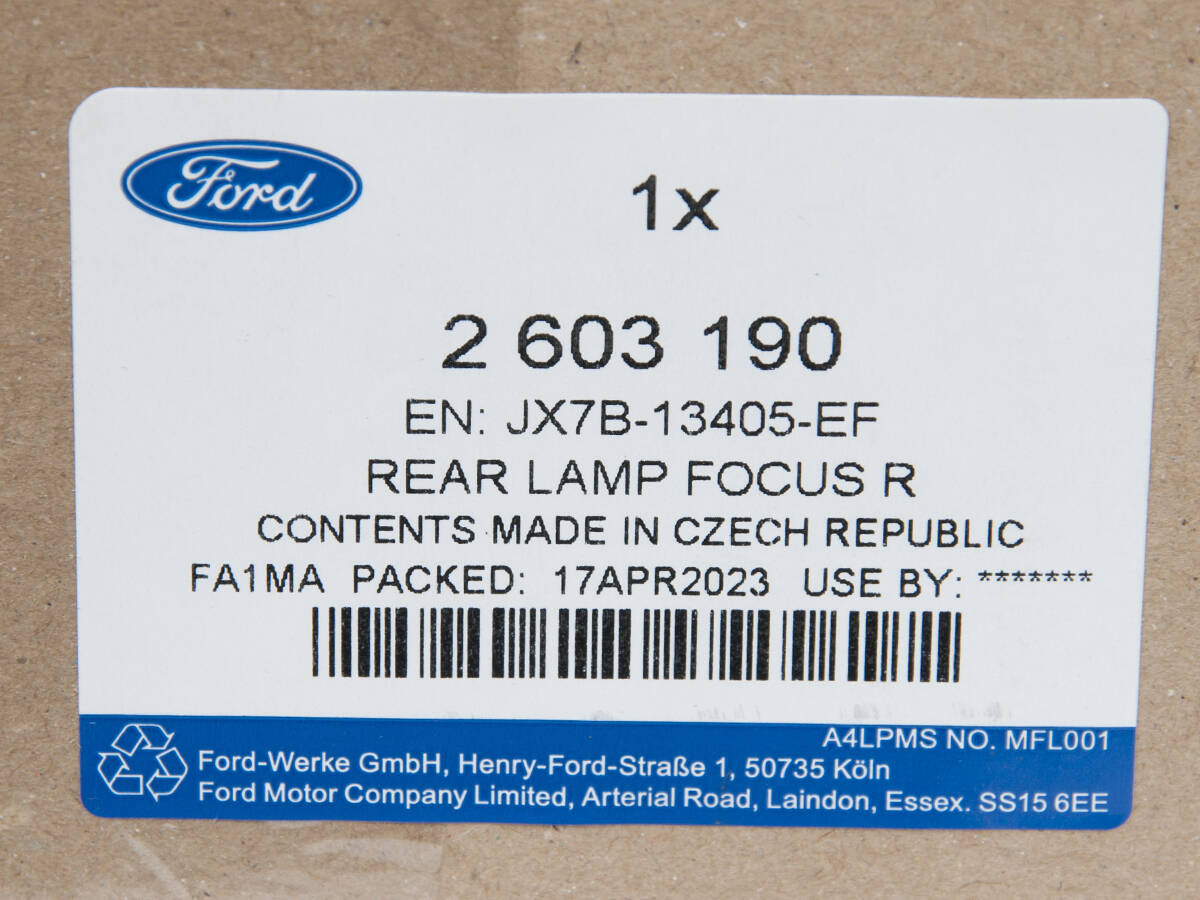 Ford
1x
2 603 190
EN: JX7B-13405-EF
REAR LAMP FOCUS R
CONTENTS MADE IN CZECH REPUBLIC
FA1MA PACKED: 17APR2023 USE BY: *******
A4LPMS NO. MFL001
Ford-Werke GmbH, Henry-Ford-Straße 1, 50735 Köln
Ford Motor Company Limited, Arterial Road, Laindon, Essex. SS15 6EE